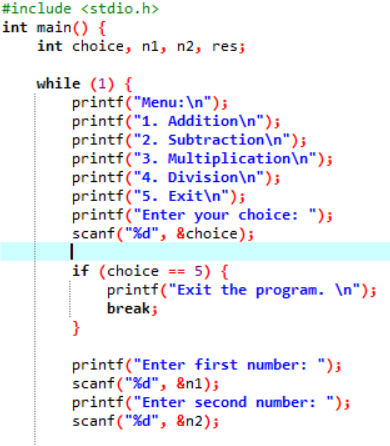 #include <stdio.h>
int main() {
    int choice, n1, n2, res;

    while (1) {
        printf("Menu:\n");
        printf("1. Addition\n");
        printf("2. Subtraction\n");
        printf("3. Multiplication\n");
        printf("4. Division\n");
        printf("5. Exit\n");
        printf("Enter your choice: ");
        scanf("%d", &choice);

        if (choice == 5) {
            printf("Exit the program. \n");
            break;
        }

        printf("Enter first number: ");
        scanf("%d", &n1);
        printf("Enter second number: ");
        scanf("%d", &n2);